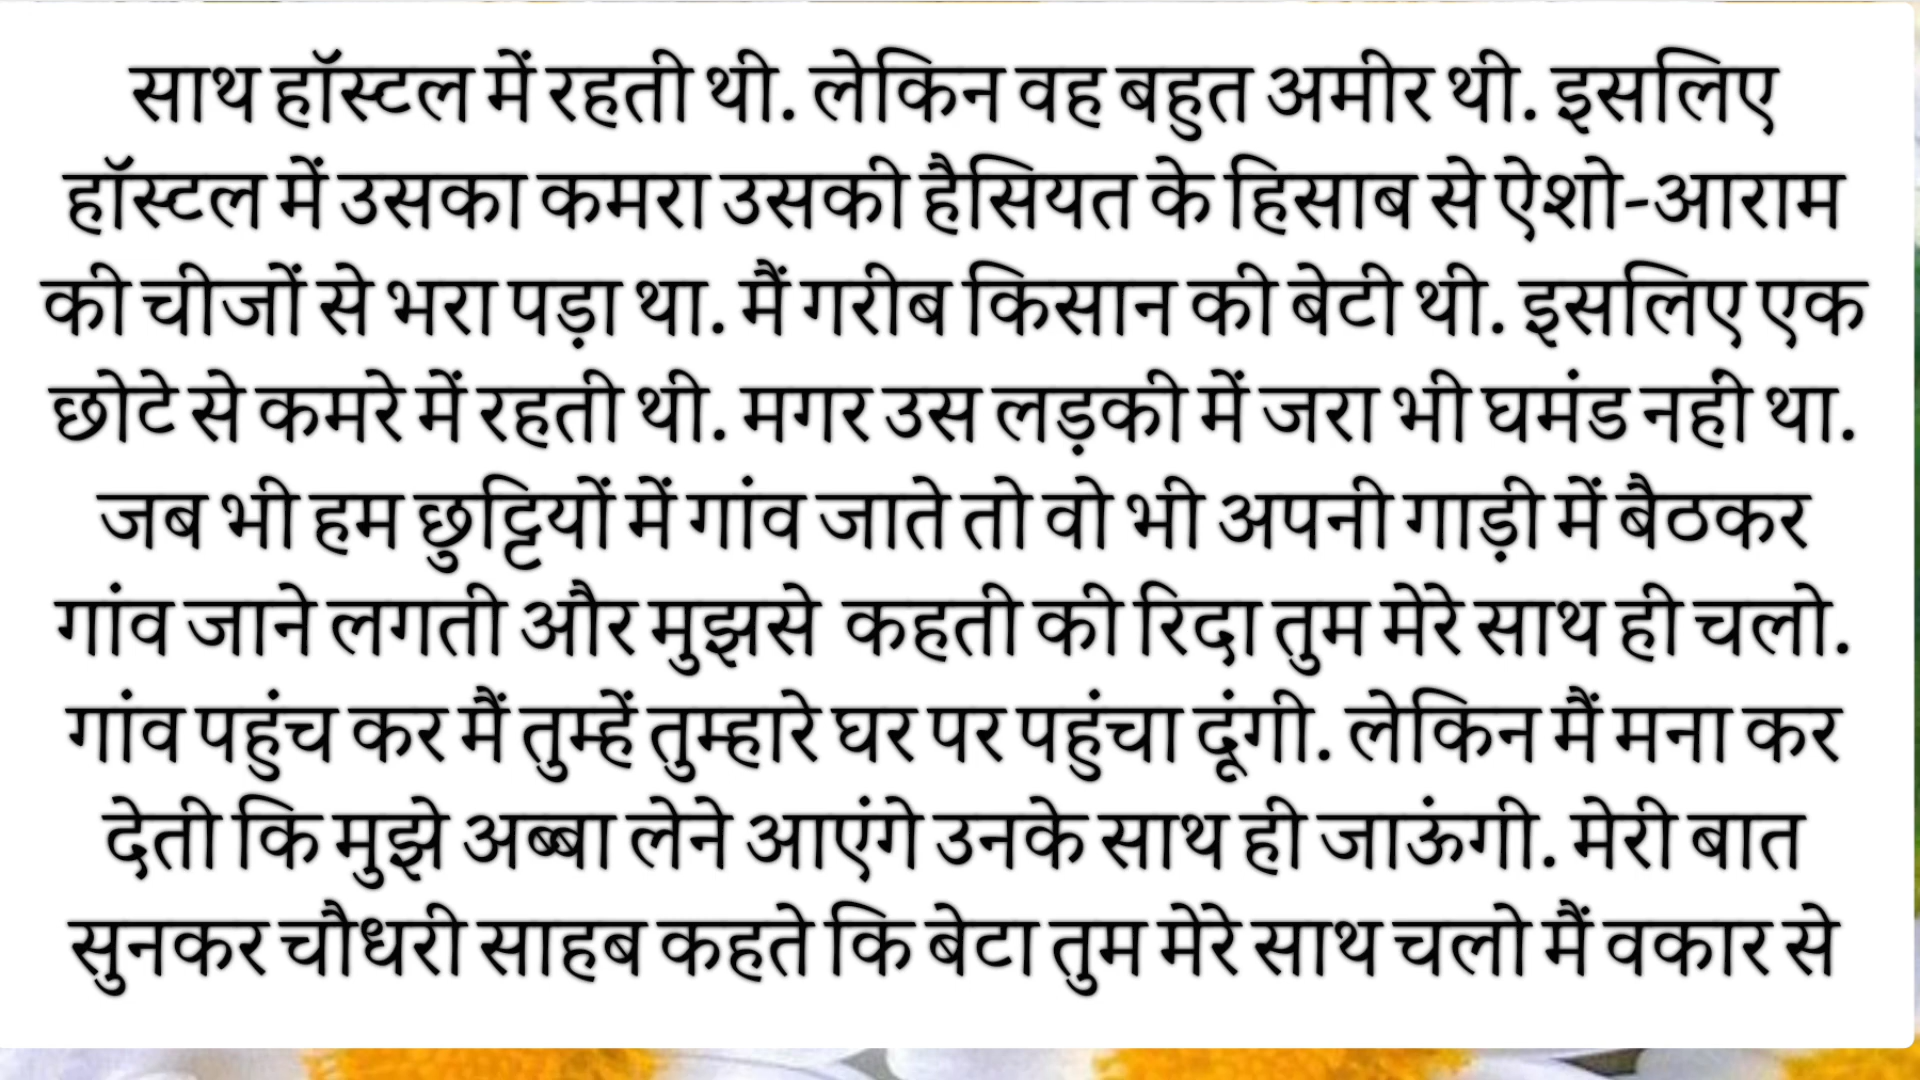 साथ हॉस्टल में रहती थी. लेकिन वह बहुत अमीर थी. इसलिए
हॉस्टल में उसका कमरा उसकी हैसियत के हिसाब से ऐशो-आराम
की चीजों से भरा पड़ा था. मैं गरीब किसान की बेटी थी. इसलिए एक
छोटे से कमरे में रहती थी. मगर उस लड़की में जरा भी घमंड नहीं था.
जब भी हम छुट्टियों में गांव जाते तो वो भी अपनी गाड़ी में बैठकर
गांव जाने लगती और मुझसे कहती की रिदा तुम मेरे साथ ही चलो.
गांव पहुंच कर मैं तुम्हें तुम्हारे घर पर पहुंचा दूंगी. लेकिन मैं मना कर
देती कि मुझे अब्बा लेने आएंगे उनके साथ ही जाऊंगी. मेरी बात
सुनकर चौधरी साहब कहते कि बेटा तुम मेरे साथ चलो मैं वकार से